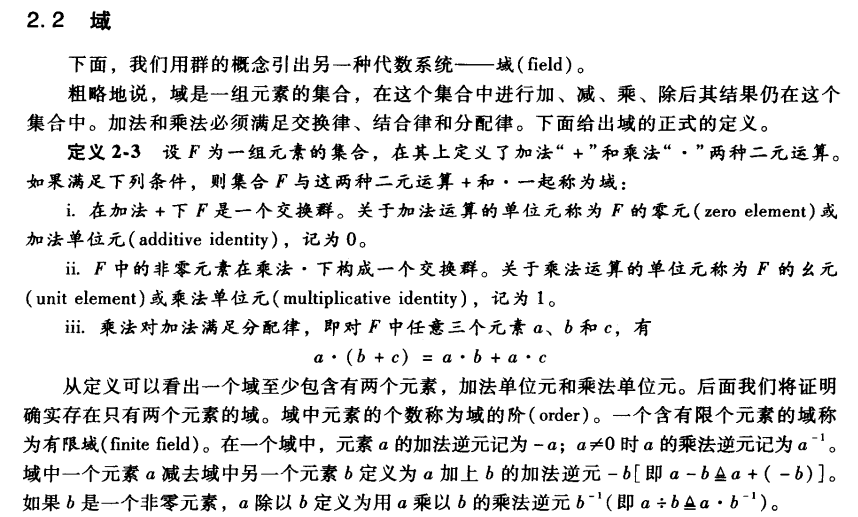 2.2 域
下面，我们用群的概念引出另一种代数系统——域(field)。
粗略地说，域是一组元素的集合，在这个集合中进行加、减、乘、除后其结果仍在这个
集合中。加法和乘法必须满足交换律、结合律和分配律。下面给出域的正式的定义。
定义2-3 设 F 为一组元素的集合，在其上定义了加法“+”和乘法“·”两种二元运算。
如果满足下列条件，则集合 F 与这两种二元运算 + 和 · 一起称为域：
i. 在加法 + 下 F 是一个交换群。关于加法运算的单位元称为 F 的零元(zero element)或
加法单位元(additive identity)，记为 0。
ii. F 中的非零元素在乘法 · 下构成一个交换群。关于乘法运算的单位元称为 F 的幺元
(unit element)或乘法单位元(multiplicative identity)，记为 1。
iii. 乘法对加法满足分配律，即对 F 中任意三个元素 a、b 和 c，有
a · (b + c) = a · b + a · c
从定义可以看出一个域至少包含有两个元素，加法单位元和乘法单位元。后面我们将证明
确实存在只有两个元素的域。域中元素的个数称为域的阶(order)。一个含有限个元素的域称
为有限域(finite field)。在一个域中，元素 a 的加法逆元记为 -a；a≠0 时 a 的乘法逆元记为 a⁻¹。
域中一个元素 a 减去域中另一个元素 b 定义为 a 加上 b 的加法逆元 -b[即 a - b ≜ a + ( -b)]。
如果 b 是一个非零元素，a 除以 b 定义为用 a 乘以 b 的乘法逆元 b⁻¹(即 a ÷ b ≜ a · b⁻¹)。